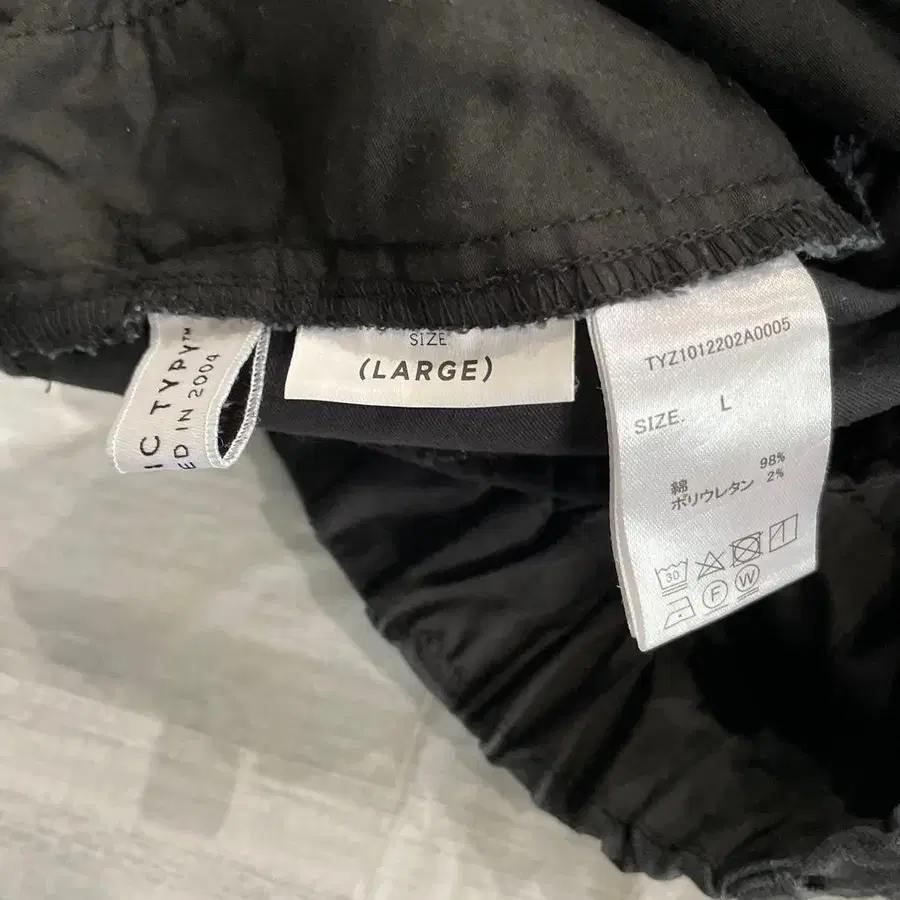 IC TYPY™
ED IN 2004
SIZE
(LARGE)
TYZ1012202A0005
SIZE. L
綿 98%
ポリウレタン 2%
30
F W